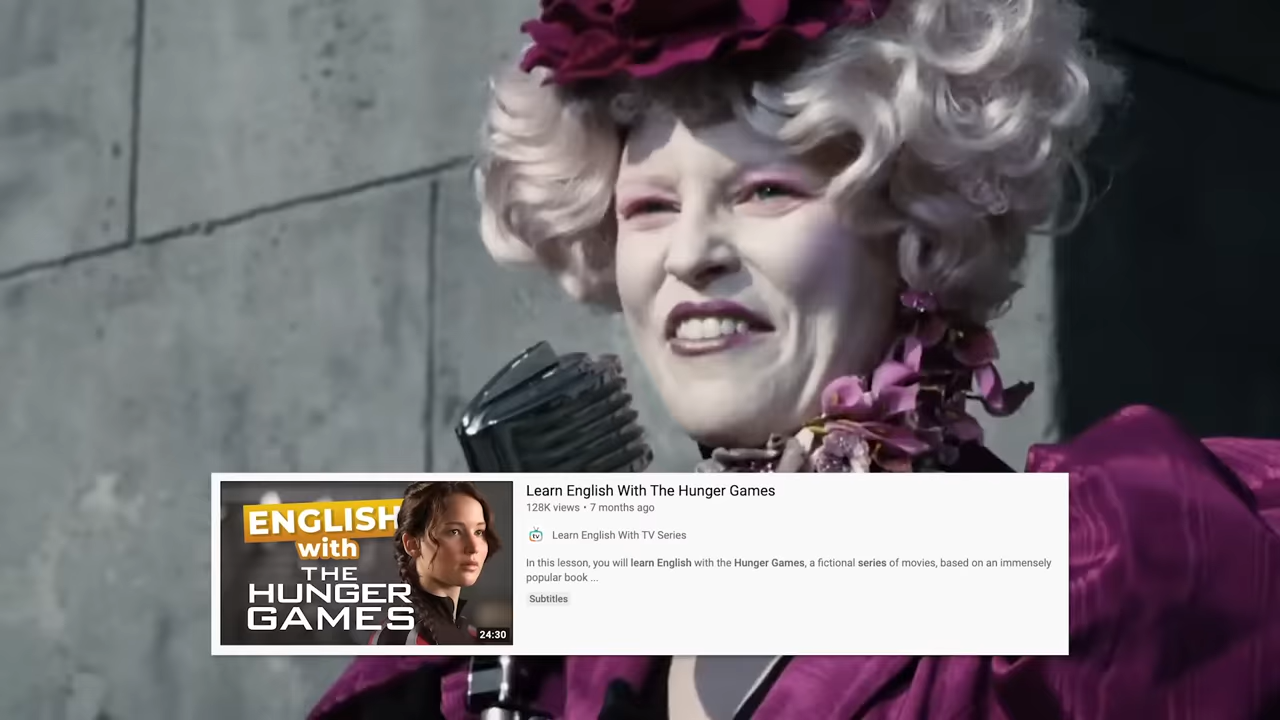 ENGLISH
with
THE
HUNGER
GAMES
24:30
Learn English With The Hunger Games
128K views • 7 months ago
tv
Learn English With TV Series
In this lesson, you will learn English with the Hunger Games, a fictional series of movies, based on an immensely
popular book ...
Subtitles